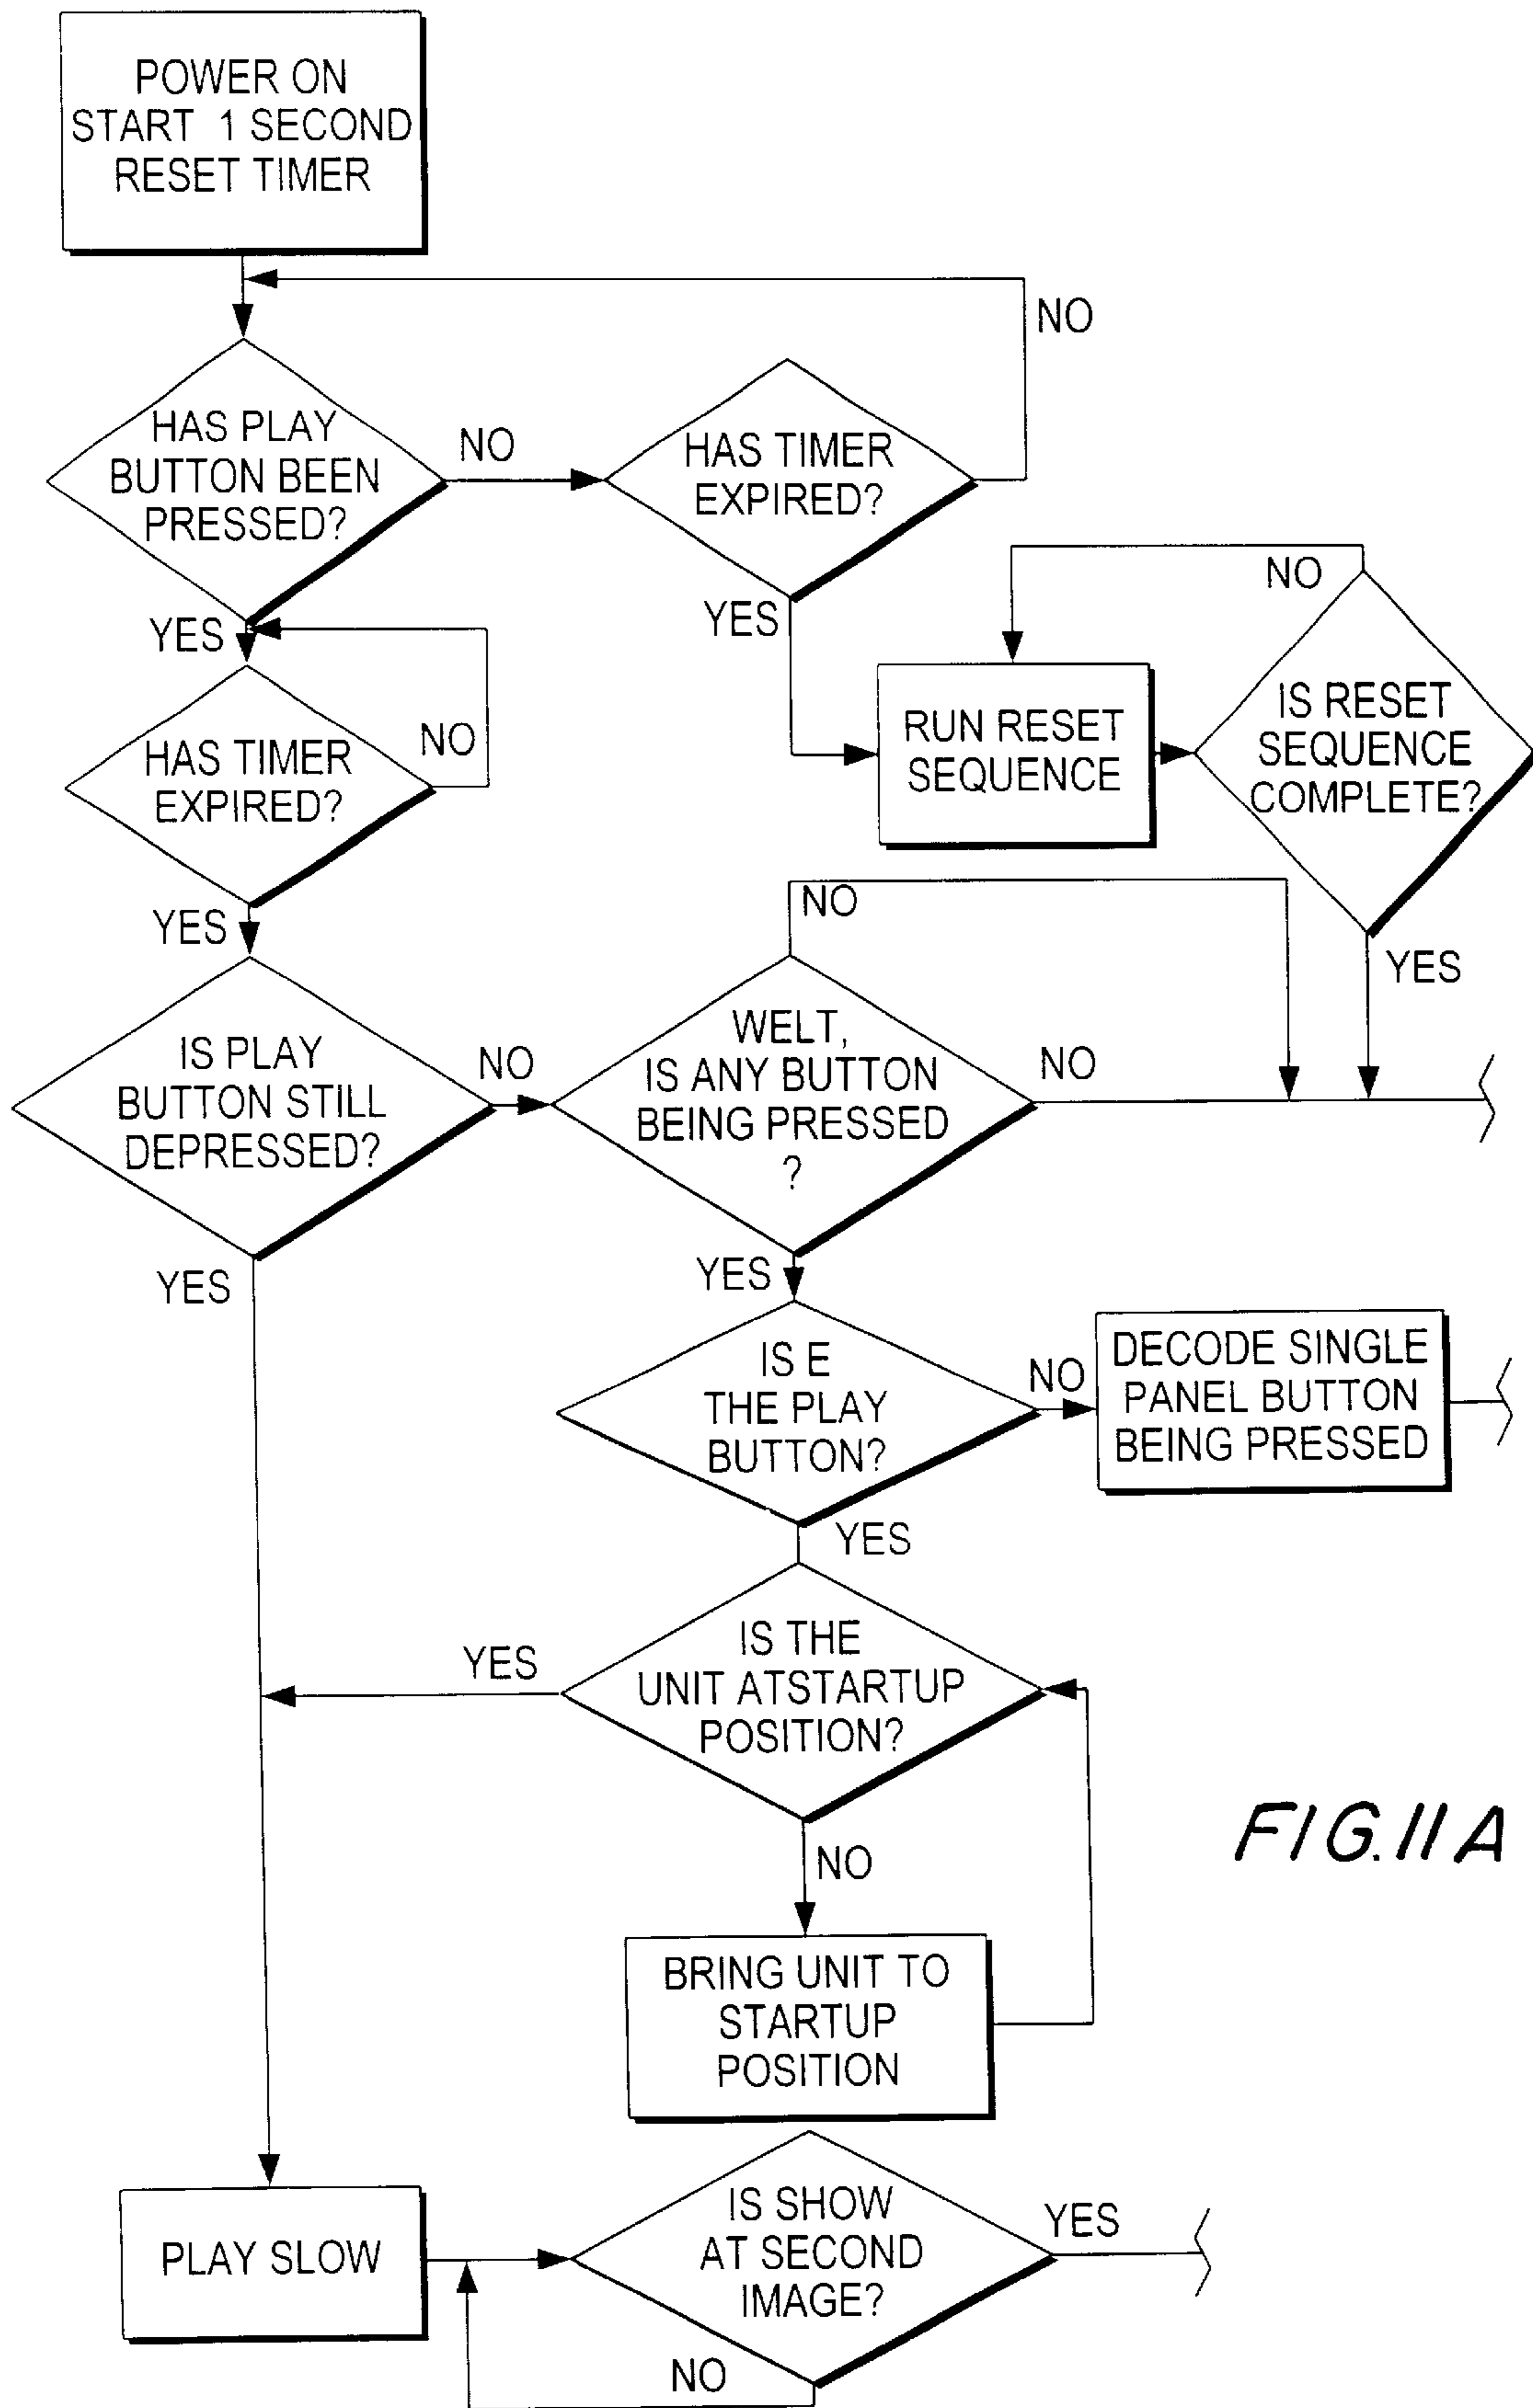 POWER ON
START 1 SECOND
RESET TIMER
NO
HAS PLAY
BUTTON BEEN
PRESSED?
NO
HAS TIMER
EXPIRED?
YES
YES
NO
RUN RESET
SEQUENCE
IS RESET
SEQUENCE
COMPLETE?
HAS TIMER
EXPIRED?
NO
YES
NO
YES
IS PLAY
BUTTON STILL
DEPRESSED?
NO
WELT,
IS ANY BUTTON
BEING PRESSED
?
NO
YES
YES
IS E
THE PLAY
BUTTON?
NO
DECODE SINGLE
PANEL BUTTON
BEING PRESSED
YES
IS THE
UNIT ATSTARTUP
POSITION?
YES
NO
FIG.11A
BRING UNIT TO
STARTUP
POSITION
PLAY SLOW
IS SHOW
AT SECOND
IMAGE?
YES
NO